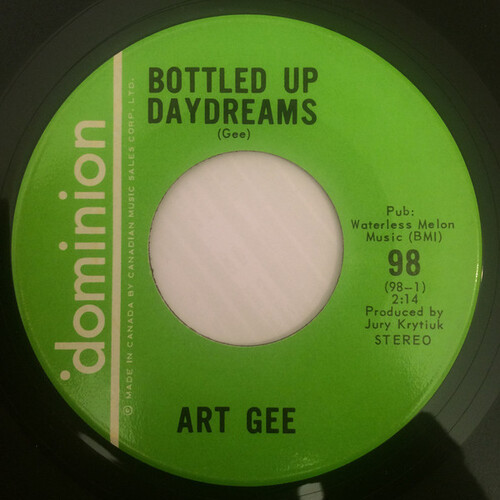 BOTTLED UP
DAYDREAMS
(Gee)
dominion
© MADE IN CANADA BY CANADIAN MUSIC SALES CORP. LTD.
Pub:
Waterless Melon
Music (BMI)
98
(98-1)
2:14
Produced by
Jury Krytiuk
STEREO
ART GEE